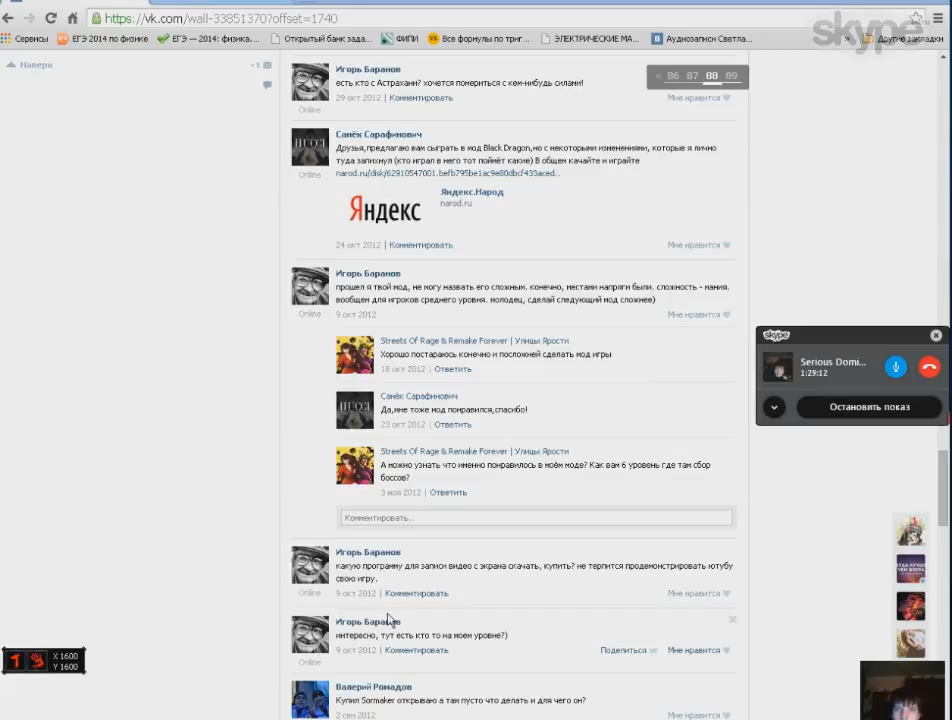 https://vk.com/wal-33851370?offset=1740
skype
Сервисы
ЕГЭ 2014 по физике
ЕГЭ — 2014: физика....
Открытый банк зада...
ФИПИ
Все формулы по триг...
ЭЛЕКТРИЧЕСКИЕ МА...
Аудиозаписи Светла...
»
Другие закладки
Наверх
+1
« 86 87 88 89
Игорь Баранов
есть кто с Астрахани? хочется помериться с кем-нибудь силами!
29 окт 2012 | Комментировать
Мне нравится
Online
Санёк Сарафинович
Друзья,предлагаю вам сыграть в мод Black Dragon,но с некоторыми изменениями, которые я лично
туда запихнул (кто играл в него тот поймёт какие) В общем качайте и играйте
narod.ru/disk/62910547001.befb795be1ac9e80dbcf433aced..
Online
Яндекс
Яндекс.Народ
narod.ru
24 окт 2012 | Комментировать
Мне нравится
Игорь Баранов
прошел я твой мод, не могу назвать его сложным. конечно, местами напряги были. сложность - мания.
вообщем для игроков среднего уровня. молодец, сделай следующий мод сложнее)
9 окт 2012
Мне нравится
Online
Streets Of Rage & Remake Forever | Улицы Ярости
Хорошо постараюсь конечно и посложней сделать мод игры
18 окт 2012 | Ответить
Санёк Сарафинович
Да,мне тоже мод понравился,спасибо!
23 окт 2012 | Ответить
Streets Of Rage & Remake Forever | Улицы Ярости
А можно узнать что именно понравилось в моём моде? Как вам 6 уровень где там сбор
боссов?
3 ноя 2012 | Ответить
Комментировать..
skype
Serious Domi...
1:29:12
Остановить показ
Игорь Баранов
какую программу для записи видео с экрана скачать, купить? не терпится продемонстрировать ютубу
свою игру.
9 окт 2012 | Комментировать
Мне нравится
Online
Игорь Баранов
интересно, тут есть кто то на моем уровне?)
9 окт 2012 | Комментировать
Поделиться
Мне нравится
Online
X 1600
Y 1600
Валерий Ромадов
Купил Sormaker открываю а там пусто что делать и для чего он?
2 сен 2012
Мне нравится